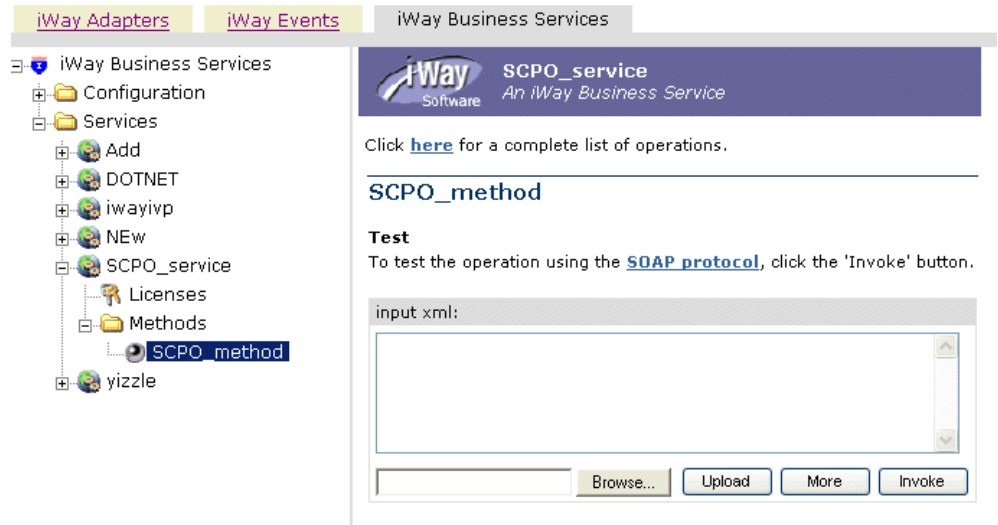 iWay Adapters
iWay Events
iWay Business Services
iWay Business Services
Configuration
Services
Add
DOTNET
iwayivp
NEw
SCPO_service
Licenses
Methods
SCPO_method
yizzle
iWay
Software
SCPO_service
An iWay Business Service
Click here for a complete list of operations.
SCPO_method
Test
To test the operation using the SOAP protocol, click the 'Invoke' button.
input xml:
Browse... Upload More Invoke